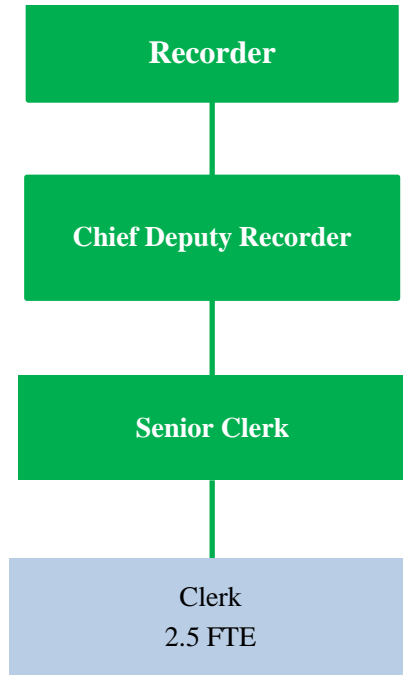 Recorder
Chief Deputy Recorder
Senior Clerk
Clerk
2.5 FTE